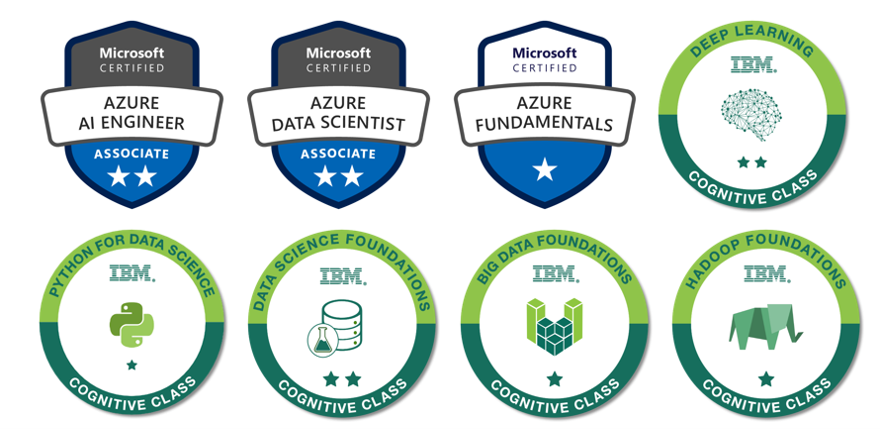 Microsoft
CERTIFIED
AZURE
AI ENGINEER
ASSOCIATE
Microsoft
CERTIFIED
AZURE
DATA SCIENTIST
ASSOCIATE
Microsoft
CERTIFIED
AZURE
FUNDAMENTALS
DEEP LEARNING
IBM.
COGNITIVE CLASS
PYTHON FOR DATA SCIENCE
IBM.
COGNITIVE CLASS
DATA SCIENCE FOUNDATIONS
IBM.
COGNITIVE CLASS
BIG DATA FOUNDATIONS
IBM.
COGNITIVE CLASS
HADOOP FOUNDATIONS
IBM.
COGNITIVE CLASS